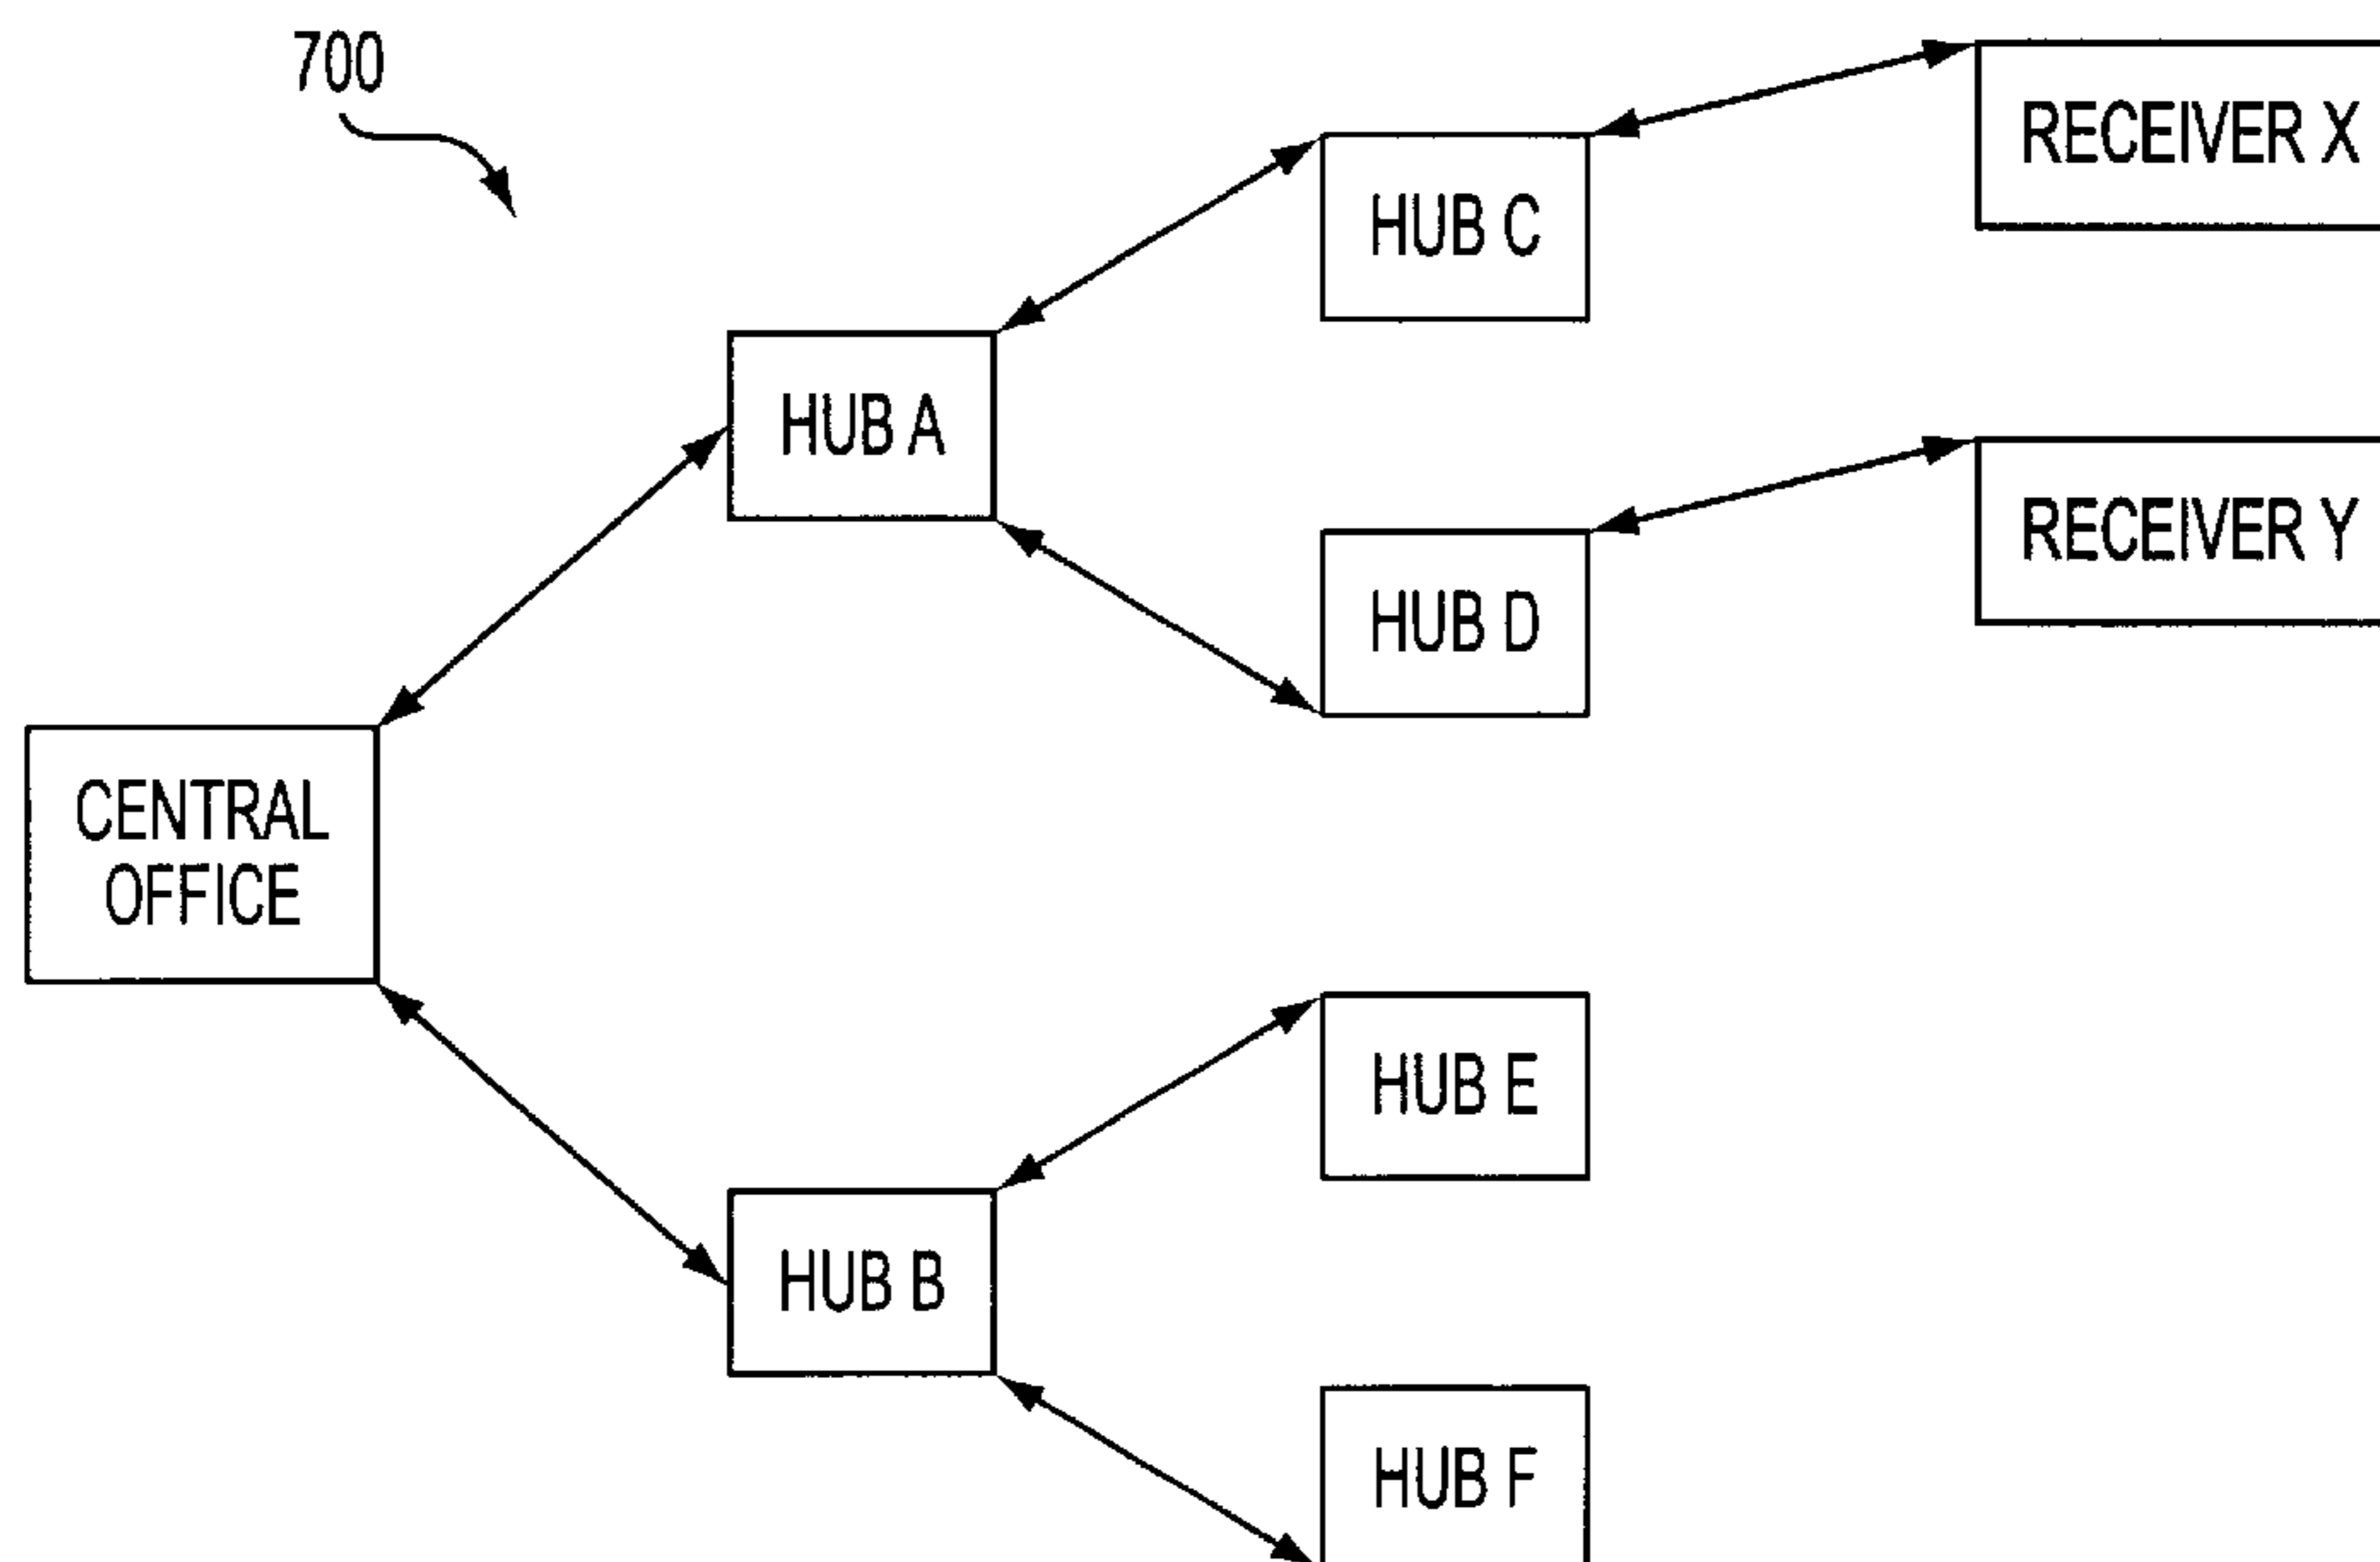 700
RECEIVER X
HUB C
HUB A
RECEIVER Y
HUB D
CENTRAL
OFFICE
HUB E
HUB B
HUB F